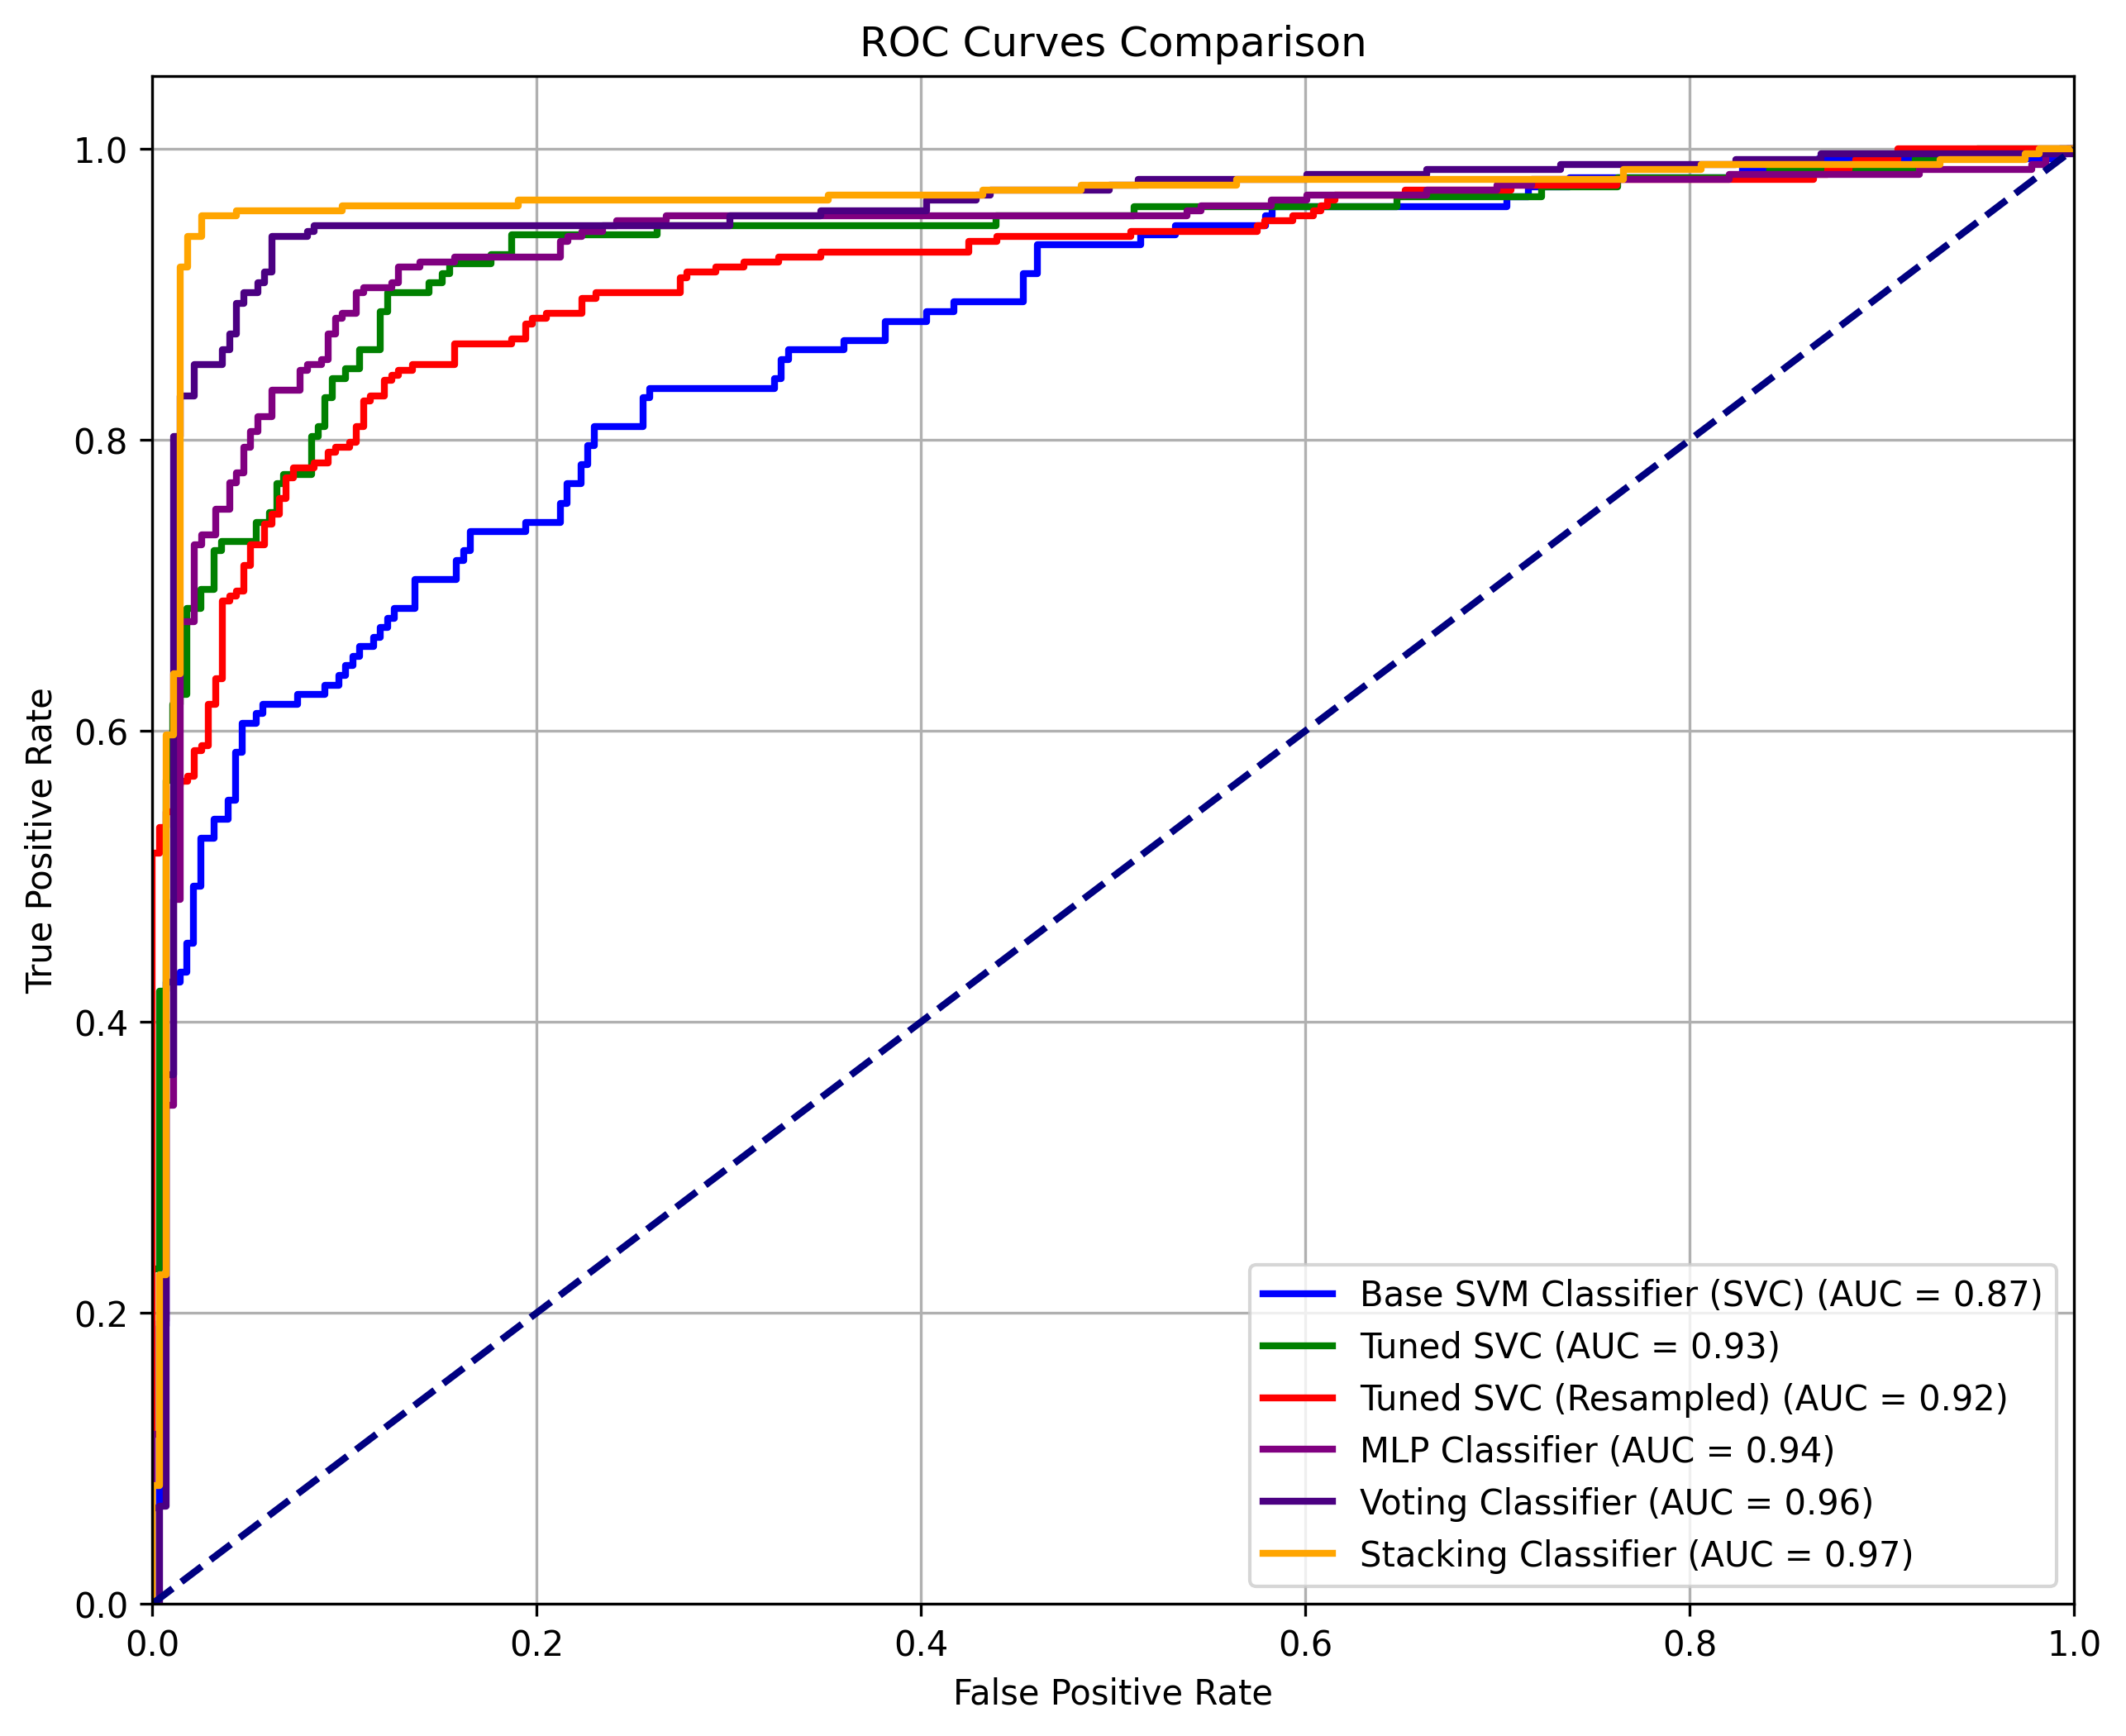 ROC Curves Comparison
1.0
0.8
0.6
0.4
0.2
0.0
True Positive Rate
0.0 0.2 0.4 0.6 0.8 1.0
False Positive Rate
Base SVM Classifier (SVC) (AUC = 0.87)
Tuned SVC (AUC = 0.93)
Tuned SVC (Resampled) (AUC = 0.92)
MLP Classifier (AUC = 0.94)
Voting Classifier (AUC = 0.96)
Stacking Classifier (AUC = 0.97)